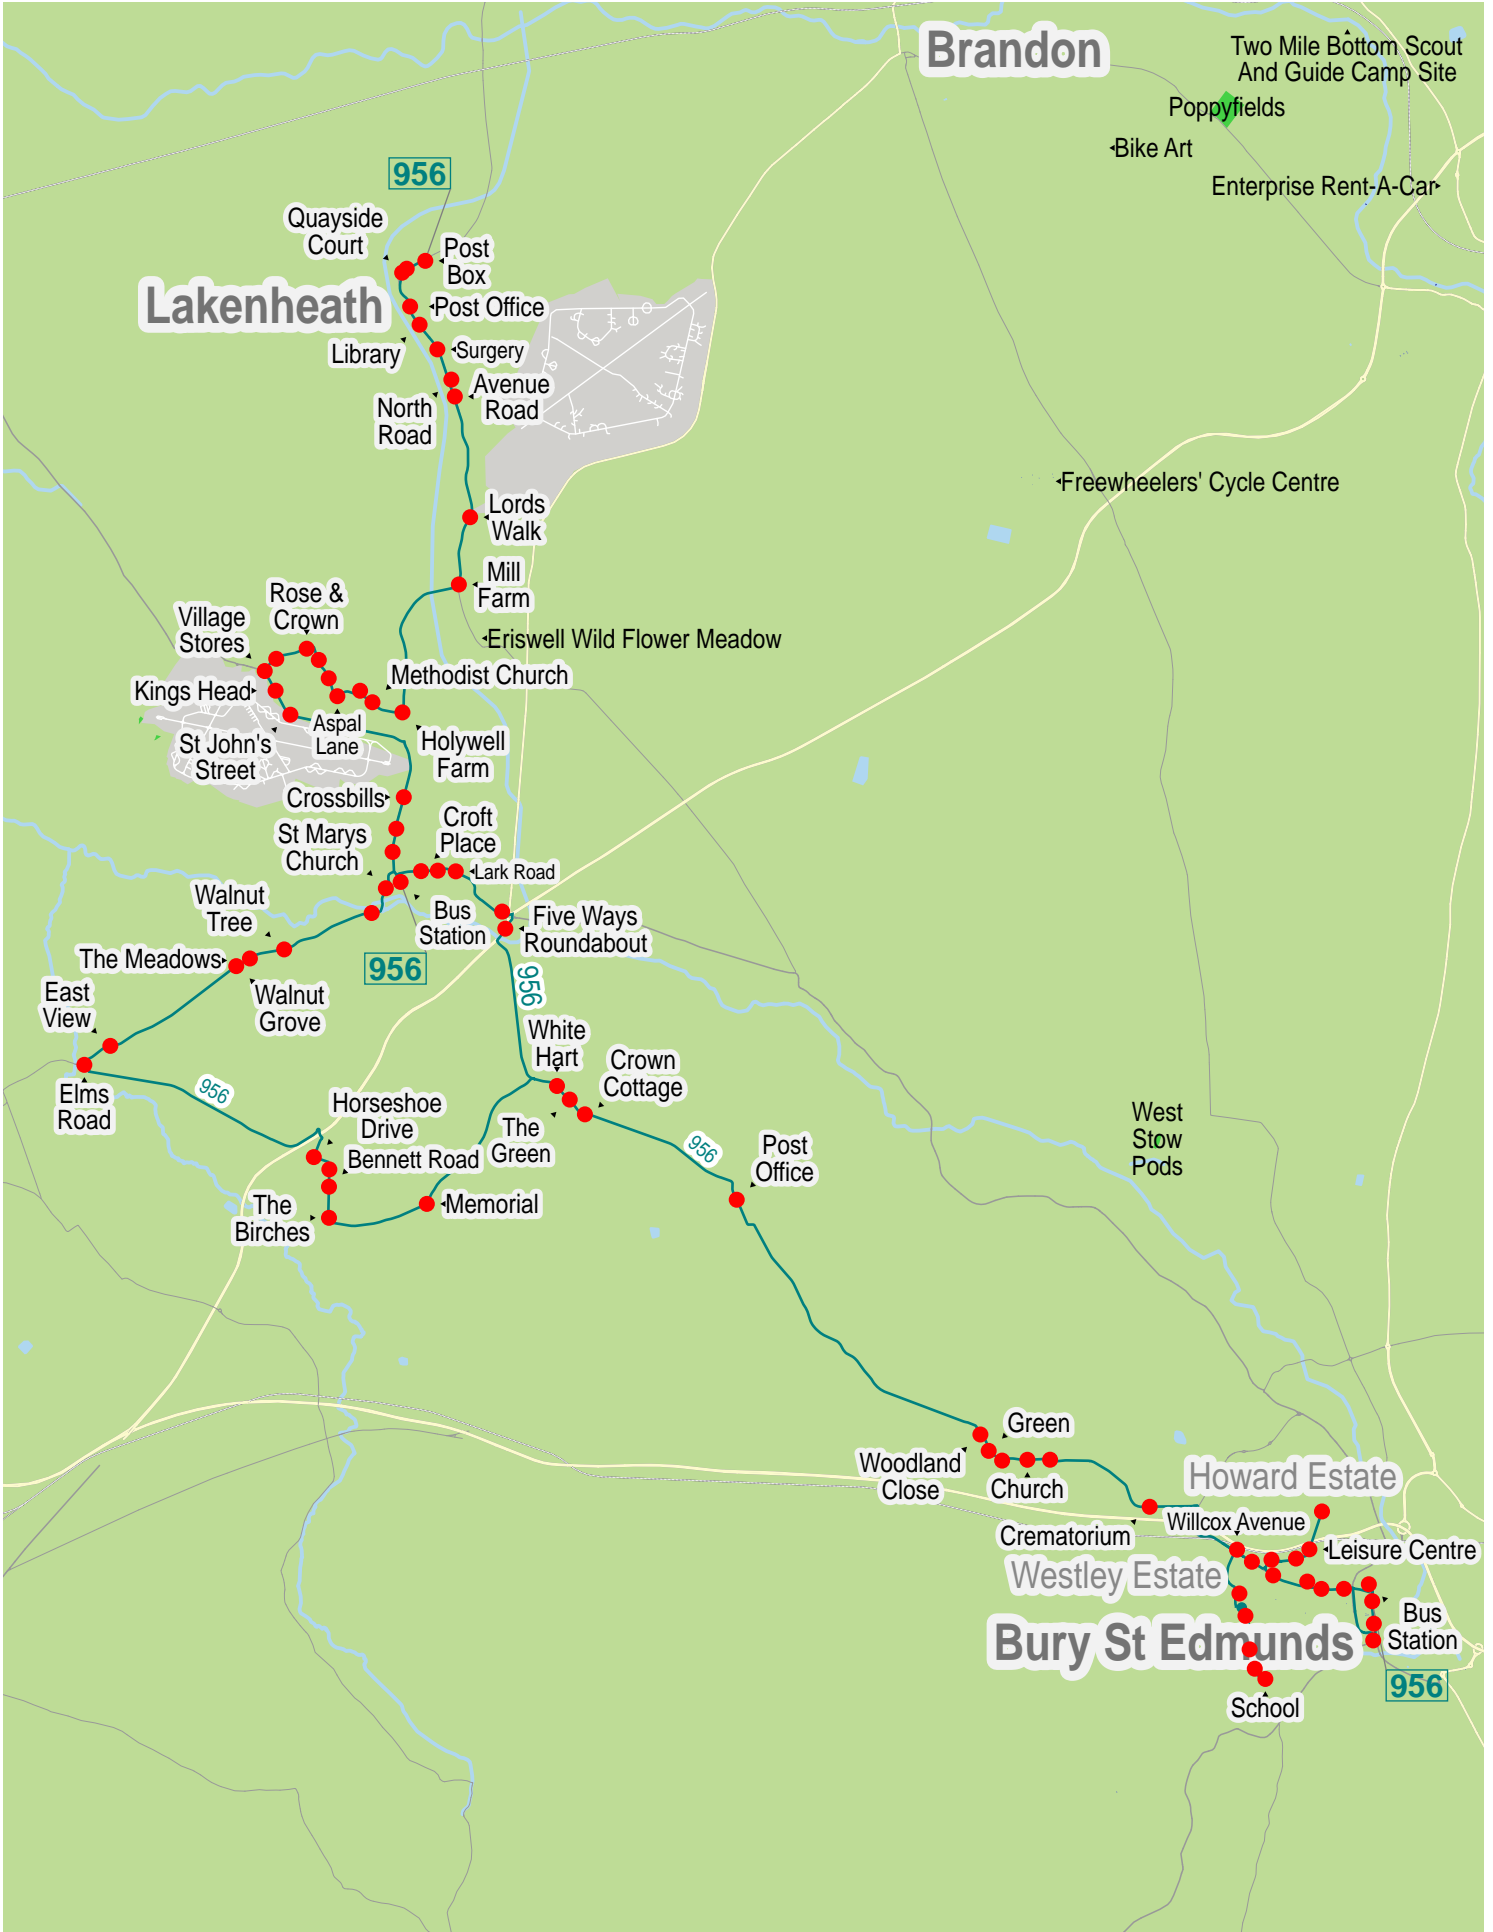 Brandon
Two Mile Bottom Scout
And Guide Camp Site
Poppyfields
Bike Art
Enterprise Rent-A-Car
956
Quayside
Court
Post
Box
Lakenheath
Post Office
Library
Surgery
Avenue
Road
North
Road
Freewheelers' Cycle Centre
Lords
Walk
Mill
Farm
Rose &
Crown
Village
Stores
Eriswell Wild Flower Meadow
Methodist Church
Kings Head
Aspal
Lane
St John's
Street
Holywell
Farm
Crossbills
Croft
Place
St Marys
Church
Lark Road
Walnut
Tree
Bus
Station
Five Ways
Roundabout
The Meadows
956
956
East
View
Walnut
Grove
White
Hart
Crown
Cottage
Elms
Road
956
Horseshoe
Drive
The
Green
956
Post
Office
West
Stow
Pods
Bennett Road
The
Birches
Memorial
Green
Woodland
Close
Church
Howard Estate
Crematorium
Willcox Avenue
Leisure Centre
Westley Estate
Bus
Station
Bury St Edmunds
956
School